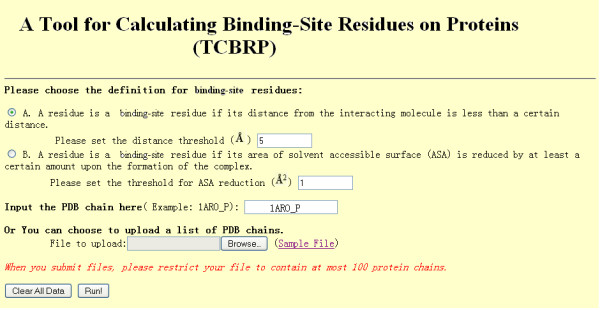 A Tool for Calculating Binding-Site Residues on Proteins
(TCBRP)
Please choose the definition for binding-site residues:
A. A residue is a binding-site residue if its distance from the interacting molecule is less than a certain
distance.
Please set the distance threshold (Å) 5
B. A residue is a binding-site residue if its area of solvent accessible surface (ASA) is reduced by at least a
certain amount upon the formation of the complex.
Please set the threshold for ASA reduction (Å²) 1
Input the PDB chain here( Example: 1ARO_P): 1ARO_P
Or You can choose to upload a list of PDB chains.
File to upload: Browse... (Sample File)
When you submit files, please restrict your file to contain at most 100 protein chains.
Clear All Data Run!